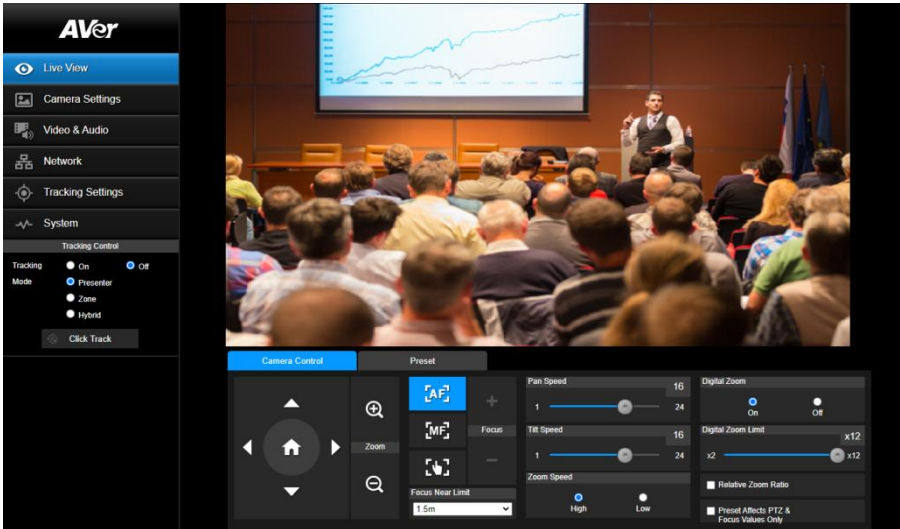 AVer
Live View
Camera Settings
Video & Audio
Network
Tracking Settings
System
Tracking Control
Tracking On Off
Mode Presenter
Zone
Hybrid
Click Track
Camera Control Preset
Zoom
AF
MF
Focus
Focus Near Limit
1.5m
Pan Speed 16
1 24
Tilt Speed 16
1 24
Zoom Speed
High Low
Digital Zoom
On Off
Digital Zoom Limit x12
x2 x12
Relative Zoom Ratio
Preset Affects PTZ &
Focus Values Only